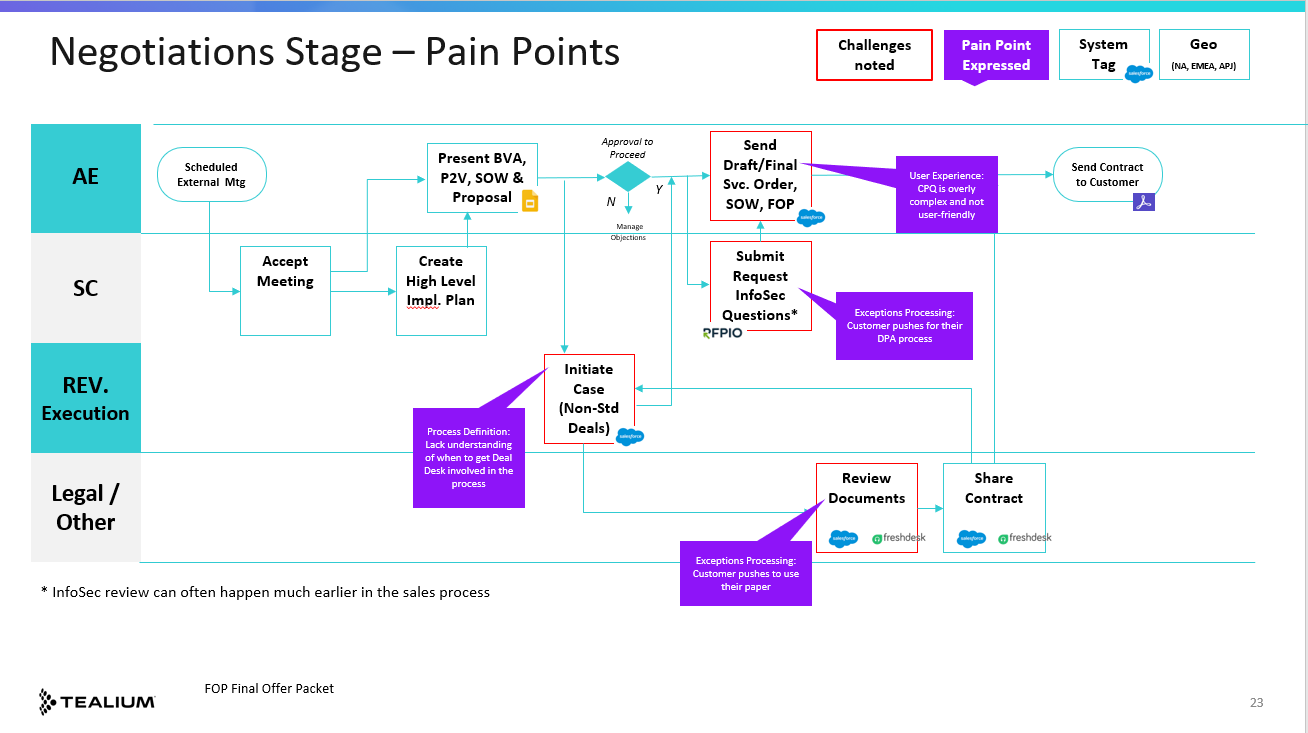 Negotiations Stage – Pain Points
Challenges
noted
Pain Point
Expressed
System
Tag
salesforce
Geo
(NA, EMEA, APJ)
AE
Scheduled
External Mtg
Present BVA,
P2V, SOW &
Proposal
Approval to
Proceed
Y
N
Manage
Objections
Send
Draft/Final
Svc. Order,
SOW, FOP
salesforce
User Experience:
CPQ is overly
complex and not
user-friendly
Send Contract
to Customer
SC
Accept
Meeting
Create
High Level
Impl. Plan
Submit
Request
InfoSec
Questions*
RFPIO
Exceptions Processing:
Customer pushes for their
DPA process
REV.
Execution
Initiate
Case
(Non-Std
Deals)
salesforce
Process Definition:
Lack understanding
of when to get Deal
Desk involved in the
process
Legal /
Other
Review
Documents
salesforce
freshdesk
Share
Contract
salesforce
freshdesk
Exceptions Processing:
Customer pushes to use
their paper
* InfoSec review can often happen much earlier in the sales process
TEALIUM
FOP Final Offer Packet
23